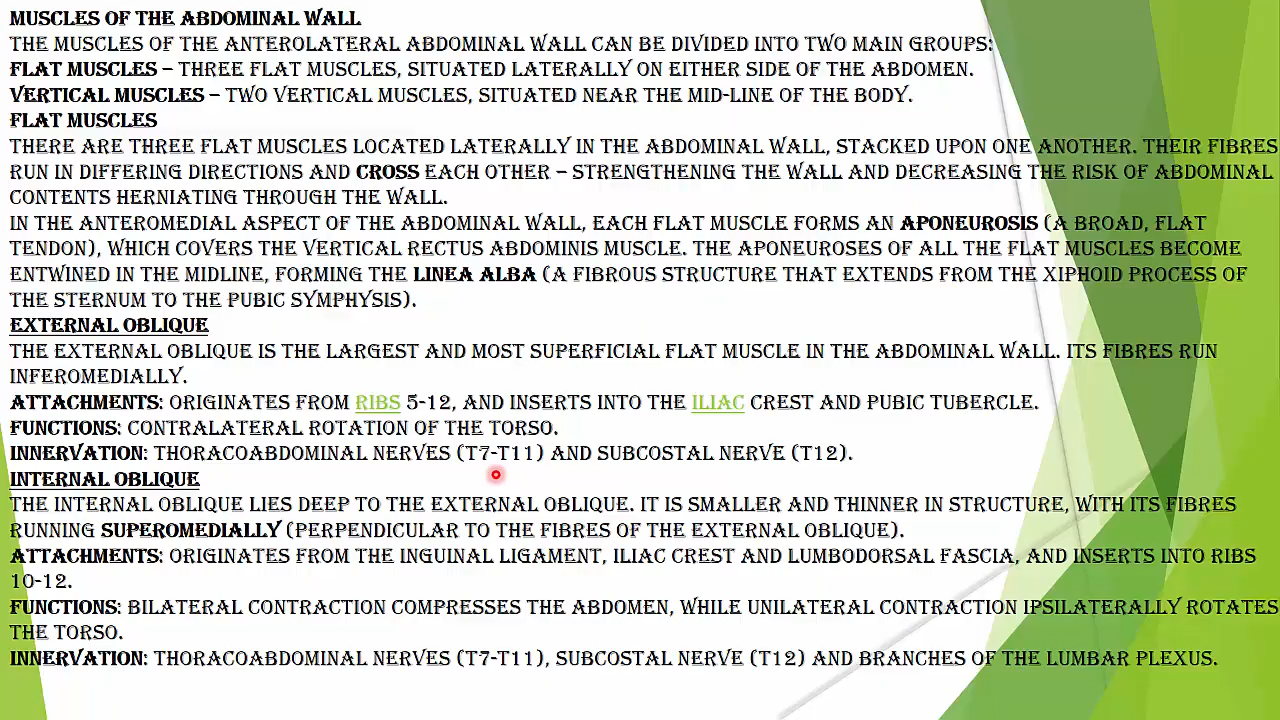 MUSCLES OF THE ABDOMINAL WALL
THE MUSCLES OF THE ANTEROLATERAL ABDOMINAL WALL CAN BE DIVIDED INTO TWO MAIN GROUPS:
FLAT MUSCLES – THREE FLAT MUSCLES, SITUATED LATERALLY ON EITHER SIDE OF THE ABDOMEN.
VERTICAL MUSCLES – TWO VERTICAL MUSCLES, SITUATED NEAR THE MID-LINE OF THE BODY.
FLAT MUSCLES
THERE ARE THREE FLAT MUSCLES LOCATED LATERALLY IN THE ABDOMINAL WALL, STACKED UPON ONE ANOTHER. THEIR FIBRES
RUN IN DIFFERING DIRECTIONS AND CROSS EACH OTHER – STRENGTHENING THE WALL AND DECREASING THE RISK OF ABDOMINAL
CONTENTS HERNIATING THROUGH THE WALL.
IN THE ANTEROMEDIAL ASPECT OF THE ABDOMINAL WALL, EACH FLAT MUSCLE FORMS AN APONEUROSIS (A BROAD, FLAT
TENDON), WHICH COVERS THE VERTICAL RECTUS ABDOMINIS MUSCLE. THE APONEUROSES OF ALL THE FLAT MUSCLES BECOME
ENTWINED IN THE MIDLINE, FORMING THE LINEA ALBA (A FIBROUS STRUCTURE THAT EXTENDS FROM THE XIPHOID PROCESS OF
THE STERNUM TO THE PUBIC SYMPHYSIS).
EXTERNAL OBLIQUE
THE EXTERNAL OBLIQUE IS THE LARGEST AND MOST SUPERFICIAL FLAT MUSCLE IN THE ABDOMINAL WALL. ITS FIBRES RUN
INFEROMEDIALLY.
ATTACHMENTS: ORIGINATES FROM RIBS 5-12, AND INSERTS INTO THE ILIAC CREST AND PUBIC TUBERCLE.
FUNCTIONS: CONTRALATERAL ROTATION OF THE TORSO.
INNERVATION: THORACOABDOMINAL NERVES (T7-T11) AND SUBCOSTAL NERVE (T12).
INTERNAL OBLIQUE
THE INTERNAL OBLIQUE LIES DEEP TO THE EXTERNAL OBLIQUE. IT IS SMALLER AND THINNER IN STRUCTURE, WITH ITS FIBRES
RUNNING SUPEROMEDIALLY (PERPENDICULAR TO THE FIBRES OF THE EXTERNAL OBLIQUE).
ATTACHMENTS: ORIGINATES FROM THE INGUINAL LIGAMENT, ILIAC CREST AND LUMBODORSAL FASCIA, AND INSERTS INTO RIBS
10-12.
FUNCTIONS: BILATERAL CONTRACTION COMPRESSES THE ABDOMEN, WHILE UNILATERAL CONTRACTION IPSILATERALLY ROTATES
THE TORSO.
INNERVATION: THORACOABDOMINAL NERVES (T7-T11), SUBCOSTAL NERVE (T12) AND BRANCHES OF THE LUMBAR PLEXUS.